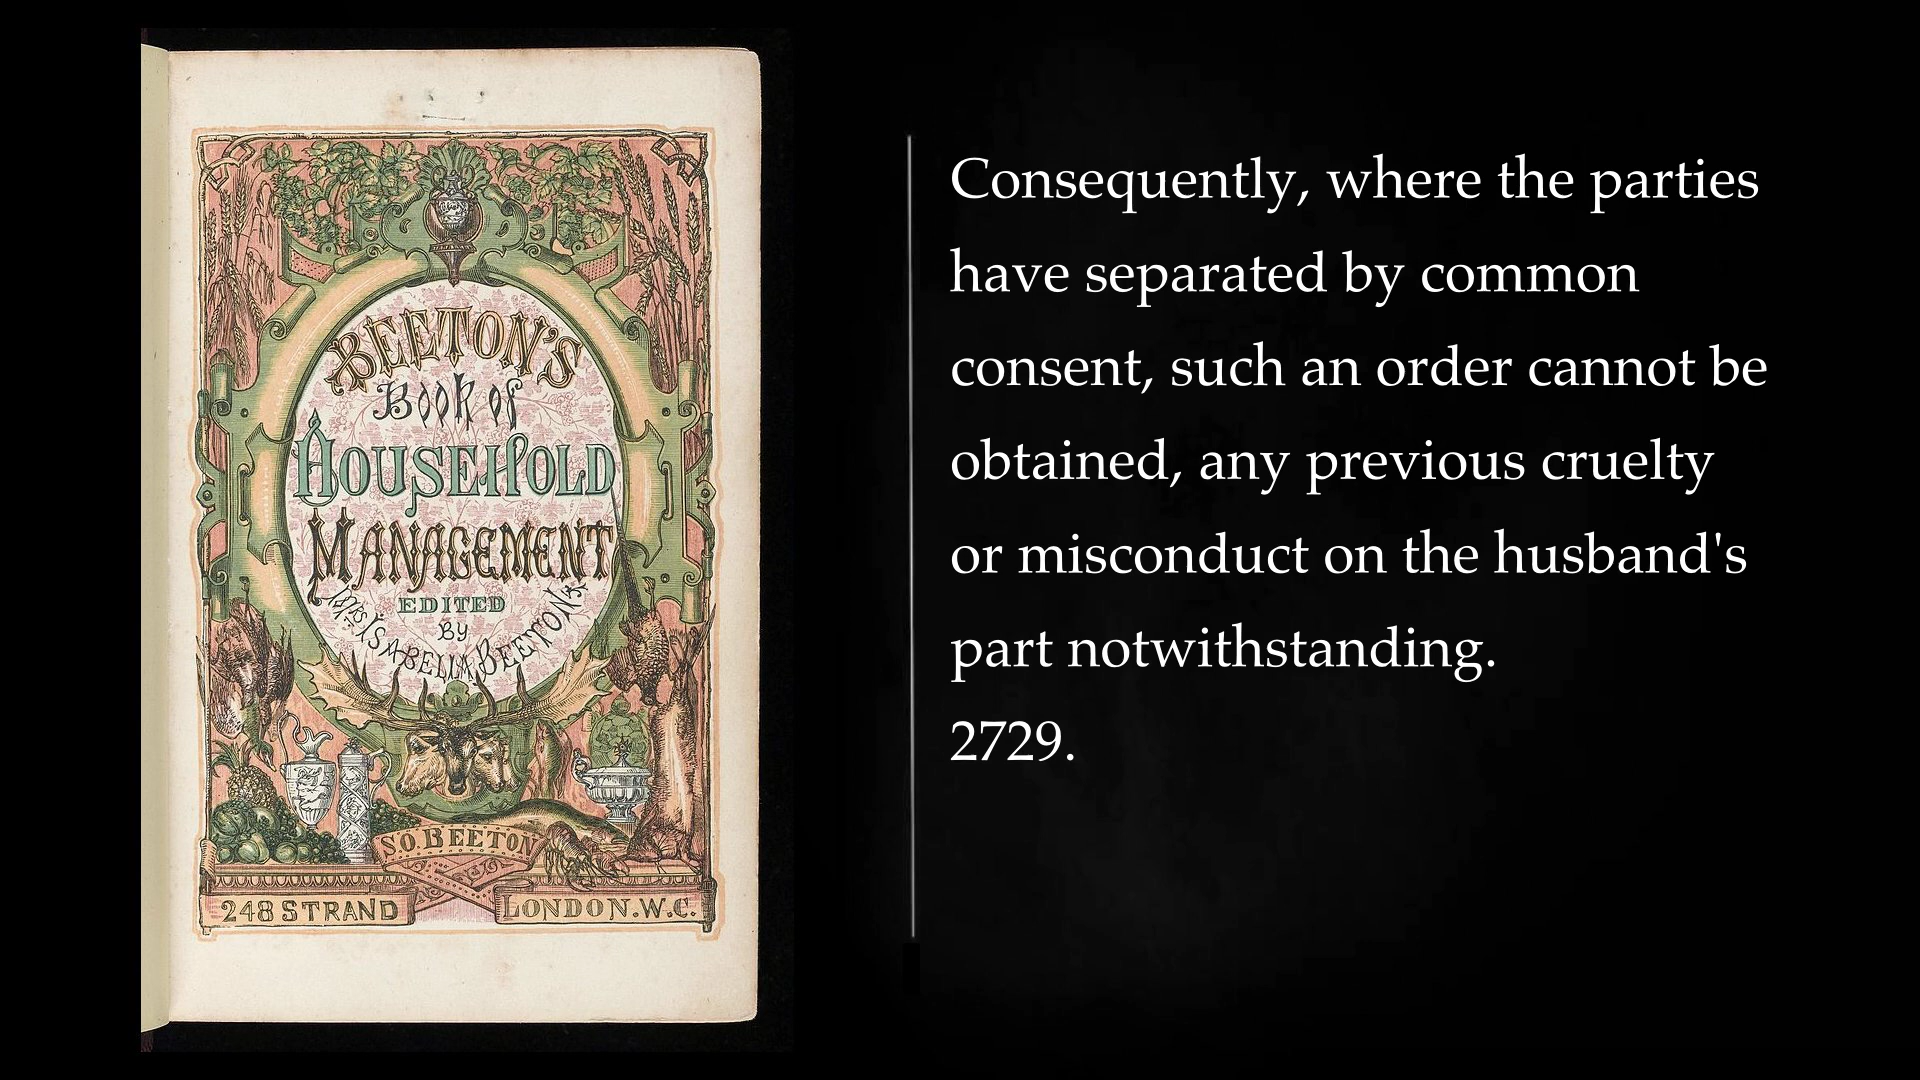 BEETON'S
Book of
HOUSEHOLD
MANAGEMENT
EDITED
BY
MRS ISABELLA BEETON
S.O. BEETON
248 STRAND
LONDON. W.C.
Consequently, where the parties
have separated by common
consent, such an order cannot be
obtained, any previous cruelty
or misconduct on the husband's
part notwithstanding.
2729.